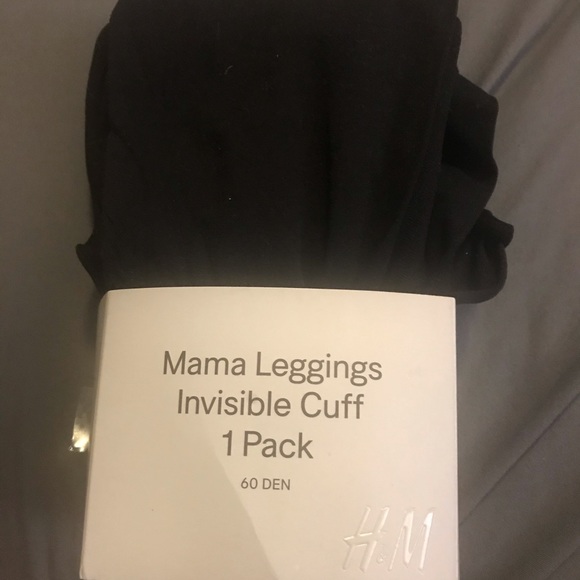 Mama Leggings
Invisible Cuff
1 Pack
60 DEN
H&M